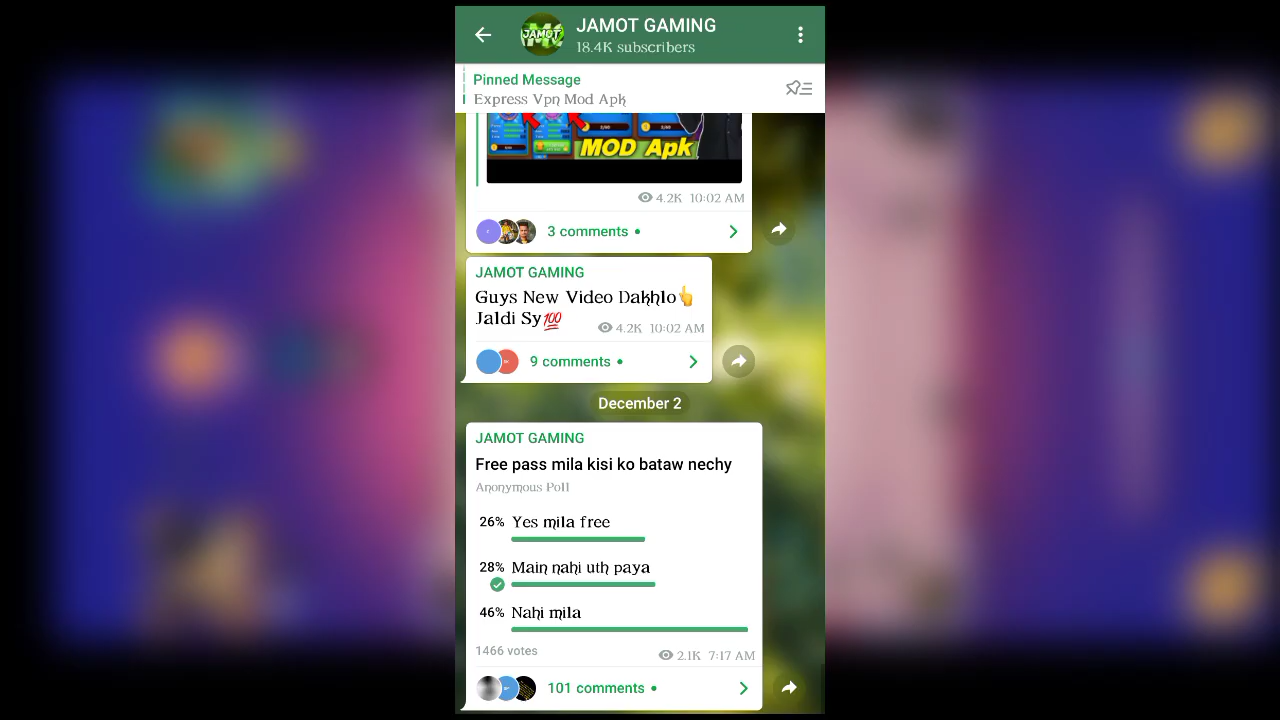 JAMOT
JAMOT GAMING
18.4K subscribers
Pinned Message
Express Vpn Mod Apk
MOD Apk
4.2K 10:02 AM
3 comments
JAMOT GAMING
Guys New Video Dakhlo👆
Jaldi Sy💯
4.2K 10:02 AM
9 comments
December 2
JAMOT GAMING
Free pass mila kisi ko bataw nechy
Anonymous Poll
26% Yes mila free
28% Main nahi uth paya
46% Nahi mila
1466 votes
2.1K 7:17 AM
101 comments